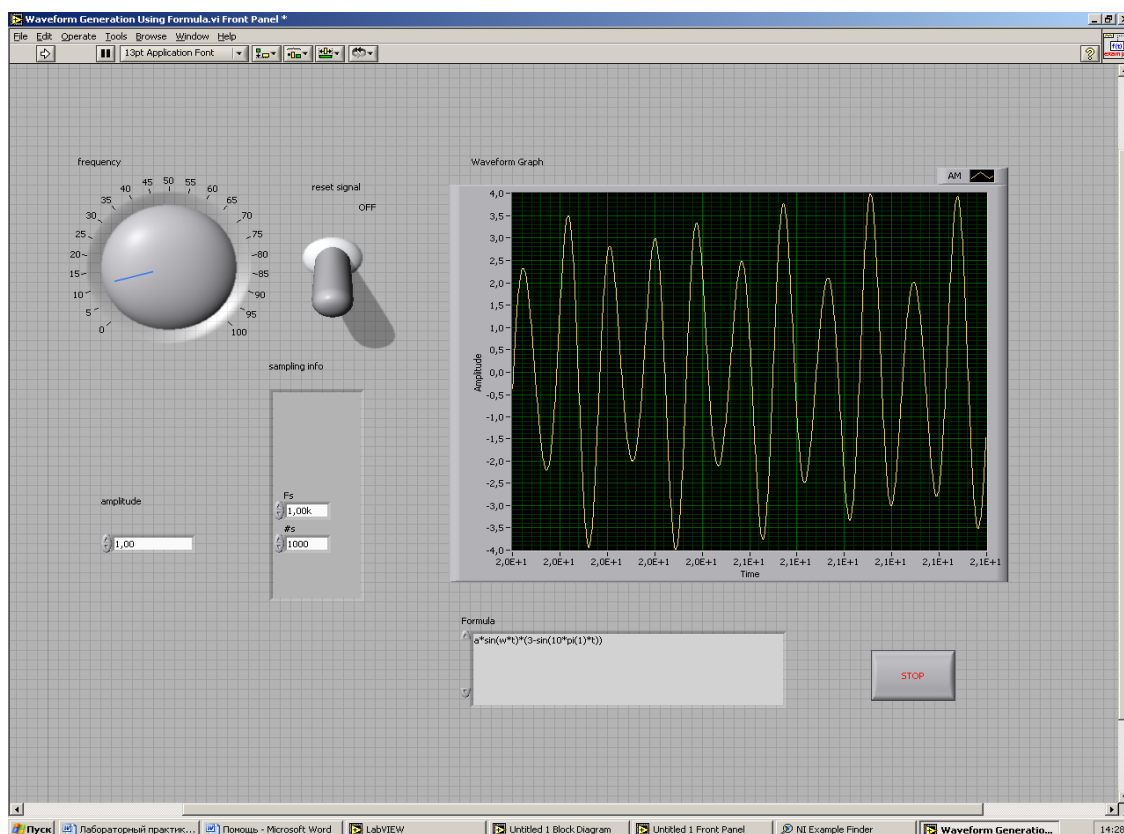 Waveform Generation Using Formula.vi Front Panel *
File Edit Operate Tools Browse Window Help
13pt Application Font
f(t)
frequency
0
5
10
15
20
25
30
35
40
45
50
55
60
65
70
75
80
85
90
95
100
reset signal
OFF
Waveform Graph
AM
4,0
3,5
3,0
2,5
2,0
1,5
1,0
0,5
0,0
-0,5
-1,0
-1,5
-2,0
-2,5
-3,0
-3,5
-4,0
Amplitude
2,0E+1 2,0E+1 2,0E+1 2,0E+1 2,0E+1 2,0E+1 2,1E+1 2,1E+1 2,1E+1 2,1E+1 2,1E+1 2,1E+1
Time
sampling info
Fs
1,00k
#s
1000
amplitude
1,00
Formula
a*sin(w*t)*(3-sin(10*pi(1)*t))
STOP
Пуск Лабораторный практик... Помощь - Microsoft Word LabVIEW Untitled 1 Block Diagram Untitled 1 Front Panel NI Example Finder Waveform Generatio... 14:28